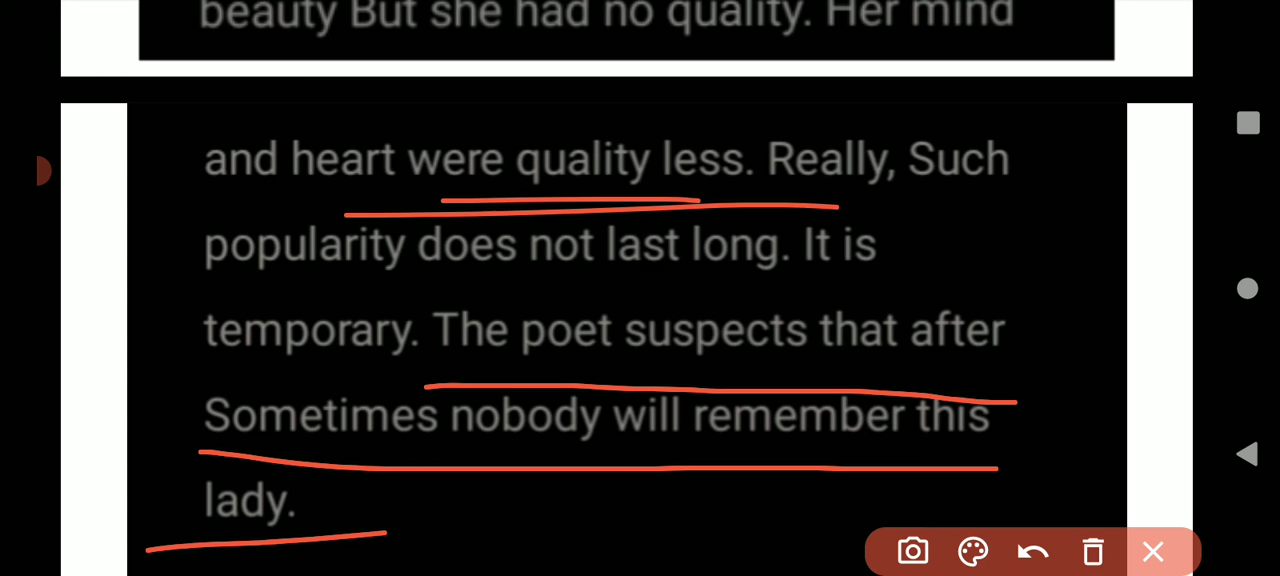 beauty But she had no quality. Her mind
and heart were quality less. Really, Such
popularity does not last long. It is
temporary. The poet suspects that after
Sometimes nobody will remember this
lady.